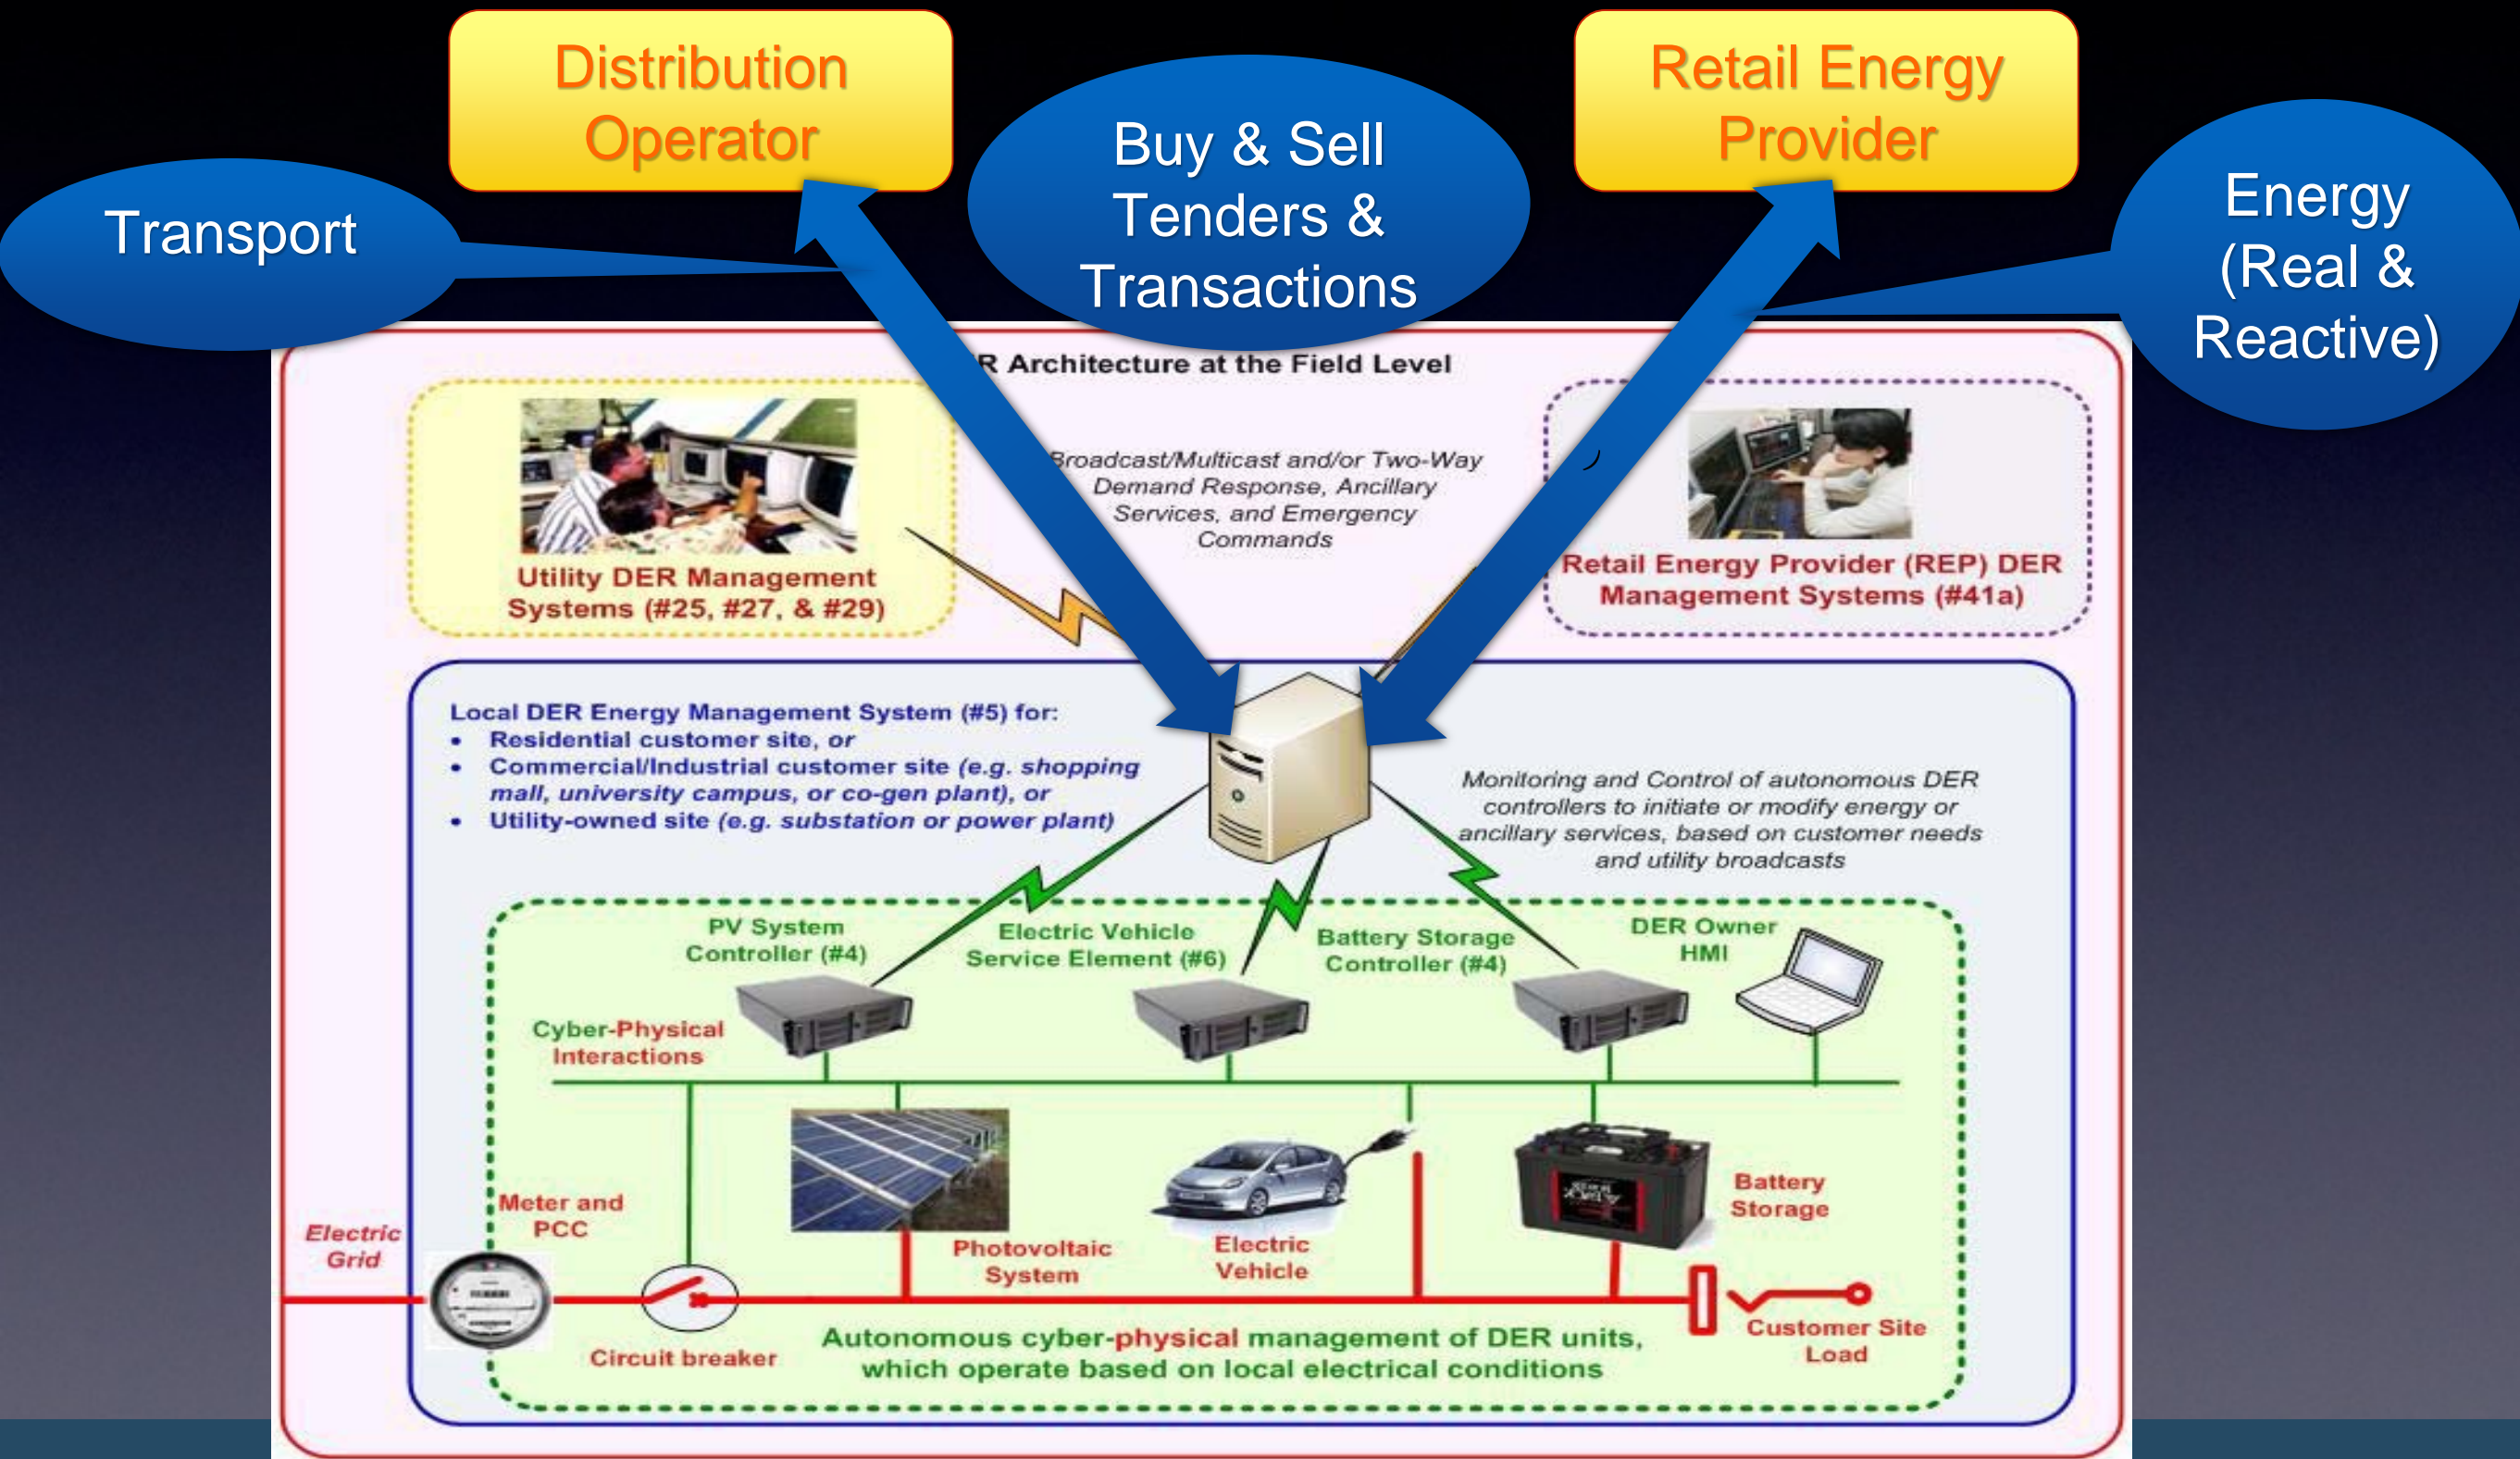 Distribution
Operator
Retail Energy
Provider
Transport
Buy & Sell
Tenders &
Transactions
Energy
(Real &
Reactive)
R Architecture at the Field Level
Broadcast/Multicast and/or Two-Way
Demand Response, Ancillary
Services, and Emergency
Commands
Utility DER Management
Systems (#25, #27, & #29)
Retail Energy Provider (REP) DER
Management Systems (#41a)
Local DER Energy Management System (#5) for:
• Residential customer site, or
• Commercial/Industrial customer site (e.g. shopping
mall, university campus, or co-gen plant), or
• Utility-owned site (e.g. substation or power plant)
Monitoring and Control of autonomous DER
controllers to initiate or modify energy or
ancillary services, based on customer needs
and utility broadcasts
PV System
Controller (#4)
Electric Vehicle
Service Element (#6)
Battery Storage
Controller (#4)
DER Owner
HMI
Cyber-Physical
Interactions
Meter and
PCC
Electric
Grid
Photovoltaic
System
Electric
Vehicle
Battery
Storage
Circuit breaker
Customer Site
Load
Autonomous cyber-physical management of DER units,
which operate based on local electrical conditions